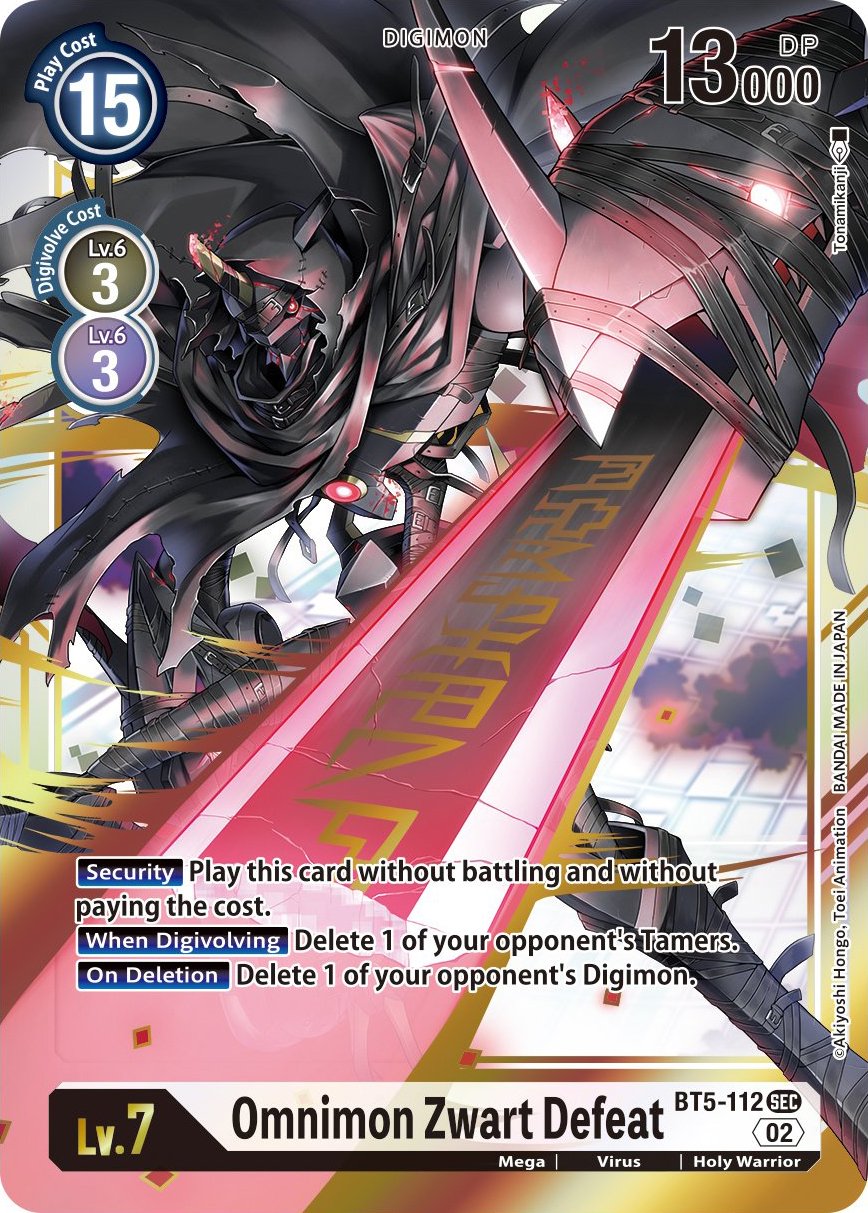 DIGIMON
Play Cost
15
13000
DP
Digivolve Cost
Lv.6
3
Lv.6
3
Tonamikanji
Security Play this card without battling and without
paying the cost.
When Digivolving Delete 1 of your opponent's Tamers.
On Deletion Delete 1 of your opponent's Digimon.
©Akiyoshi Hongo, Toei Animation BANDAI MADE IN JAPAN
Lv.7
Omnimon Zwart Defeat
BT5-112 SEC
02
Mega | Virus | Holy Warrior